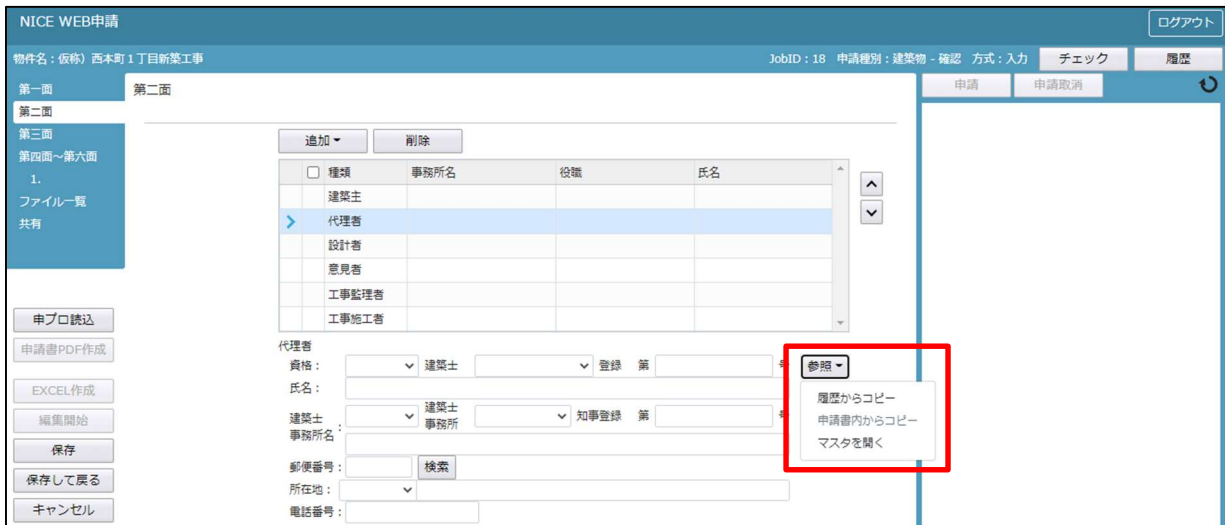 NICE WEB申請
ログアウト
物件名：仮称）西本町１丁目新築工事
JobID：18 申請種別：建築物 - 確認 方式：入力
チェック
履歴
第一面
第二面
第三面
第四面～第六面
1.
ファイル一覧
共有
第二面
申請
申請取消
追加
削除
種類 事務所名 役職 氏名
建築主
代理者
設計者
意見者
工事監理者
工事施工者
申プロ読込
申請書PDF作成
EXCEL作成
編集開始
保存
保存して戻る
キャンセル
代理者
資格： 建築士 登録 第 号
参照
氏名：
履歴からコピー
申請書内からコピー
マスタを開く
建築士事務所名： 建築士事務所 知事登録 第 号
郵便番号： 検索
所在地：
電話番号：